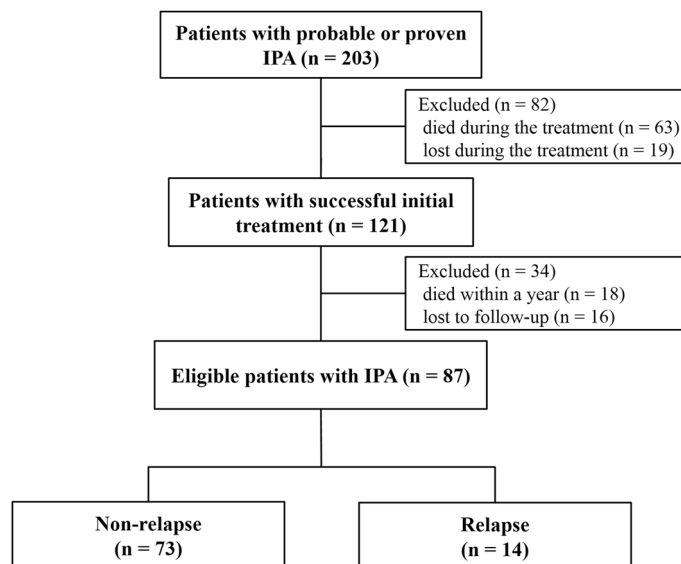 Patients with probable or proven
IPA (n = 203)
Excluded (n = 82)
died during the treatment (n = 63)
lost during the treatment (n = 19)
Patients with successful initial
treatment (n = 121)
Excluded (n = 34)
died within a year (n = 18)
lost to follow-up (n = 16)
Eligible patients with IPA (n = 87)
Non-relapse
(n = 73)
Relapse
(n = 14)